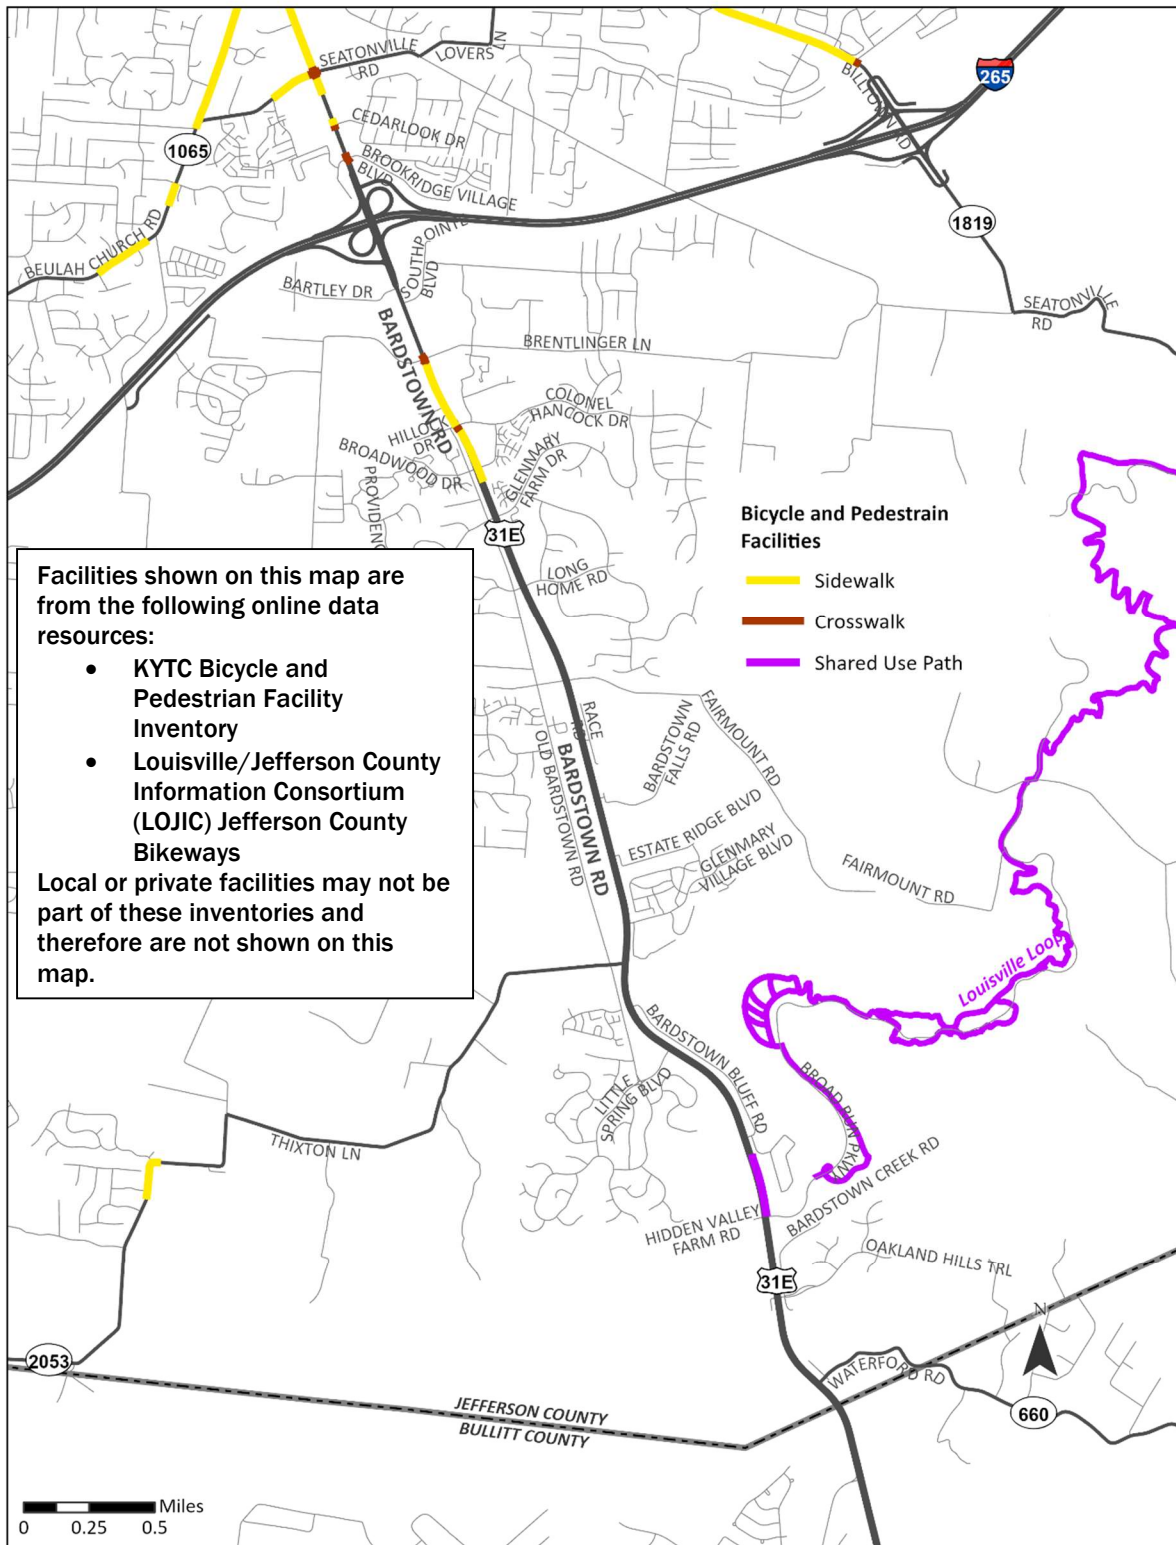 SEATONVILLE
RD
LOVERS
LN
265
BILLTOWN RD
CEDARLOOK DR
1065
BROOKRIDGE VILLAGE
BLVD
1819
BEULAH CHURCH RD
SOUTHPOINTE
BLVD
BARTLEY DR
SEATONVILLE
RD
BARDSTOWN RD
BRENTLINGER LN
COLONEL
HANCOCK DR
HILLOCK
DR
BROADWOOD DR
GLENMARY
FARM DR
PROVIDENC
31E
Bicycle and Pedestrain
Facilities
Sidewalk
Crosswalk
Shared Use Path
LONG
HOME RD
Facilities shown on this map are
from the following online data
resources:
• KYTC Bicycle and
Pedestrian Facility
Inventory
• Louisville/Jefferson County
Information Consortium
(LOJIC) Jefferson County
Bikeways
Local or private facilities may not be
part of these inventories and
therefore are not shown on this
map.
RACE
RD
OLD BARDSTOWN RD
BARDSTOWN RD
BARDSTOWN
FALLS RD
FAIRMOUNT RD
ESTATE RIDGE BLVD
GLENMARY
VILLAGE BLVD
FAIRMOUNT RD
Louisville Loop
BARDSTOWN BLUFF RD
LITTLE
SPRING BLVD
BROAD RUN PKWY
THIXTON LN
BARDSTOWN CREEK RD
HIDDEN VALLEY
FARM RD
OAKLAND HILLS TRL
31E
N
2053
WATERFORD RD
660
JEFFERSON COUNTY
BULLITT COUNTY
Miles
0 0.25 0.5